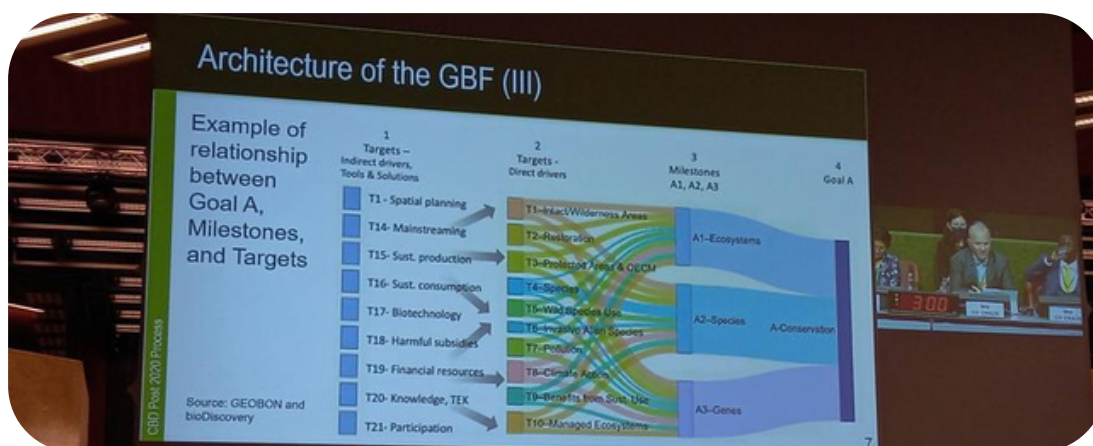 Architecture of the GBF (III)
Example of
relationship
between
Goal A,
Milestones,
and Targets
Source: GEOBON and
bioDiscovery
CBD Post 2020 Process
1
Targets –
Indirect drivers,
Tools & Solutions
T1 - Spatial planning
T14- Mainstreaming
T15- Sust. production
T16- Sust. consumption
T17- Biotechnology
T18- Harmful subsidies
T19- Financial resources
T20- Knowledge, TEK
T21- Participation
2
Targets -
Direct drivers
T1–Intact/Wilderness Areas
T2–Restoration
T3–Protected Areas & OECM
T4–Species
T5–Wild Species Use
T6–Invasive Alien Species
T7–Pollution
T8–Climate Action
T9–Benefits from Sust. Use
T10–Managed Ecosystems
3
Milestones
A1, A2, A3
A1–Ecosystems
A2–Species
A3–Genes
4
Goal A
A-Conservation
7
3:00